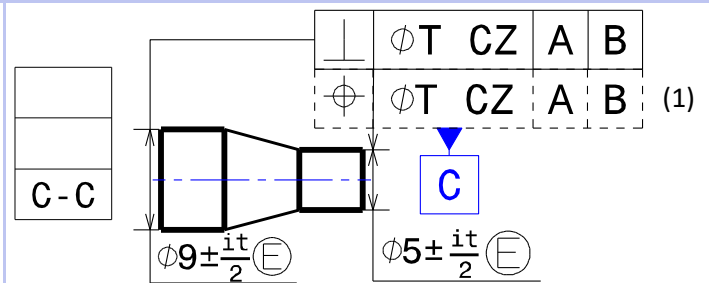 ⊥ ⌀T CZ A B
⌖ ⌀T CZ A B (1)
C
C-C
⌀9±it/2 Ⓔ
⌀5±it/2 Ⓔ